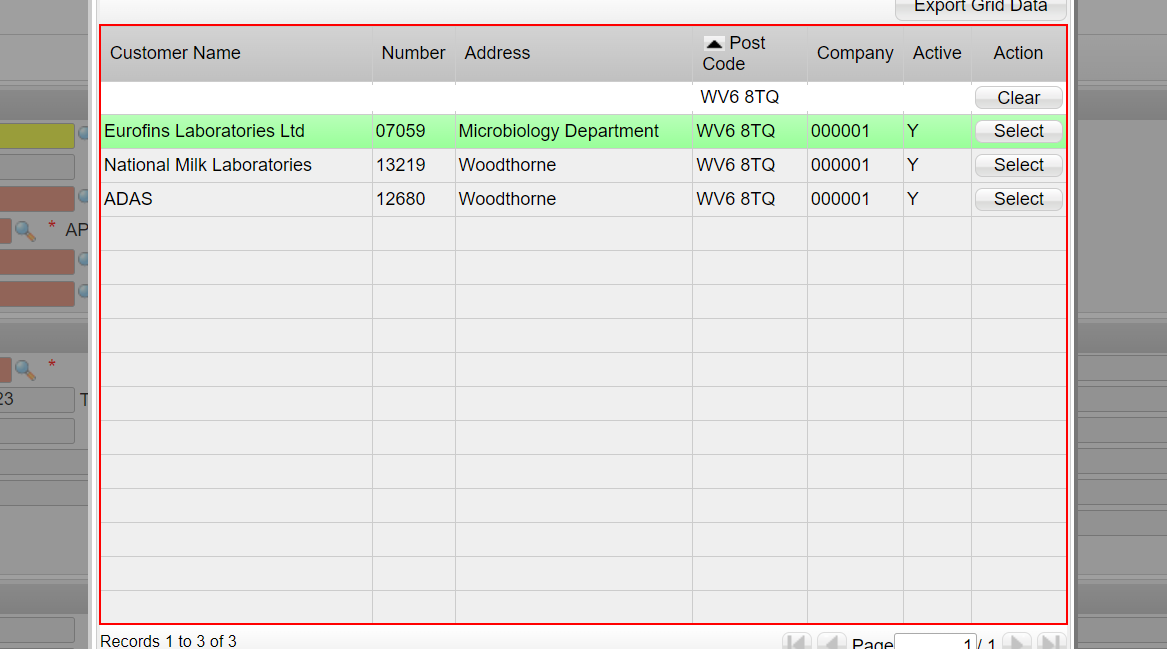 Export Grid Data
Customer Name Number Address Post Code Company Active Action
WV6 8TQ Clear
Eurofins Laboratories Ltd 07059 Microbiology Department WV6 8TQ 000001 Y Select
National Milk Laboratories 13219 Woodthorne WV6 8TQ 000001 Y Select
ADAS 12680 Woodthorne WV6 8TQ 000001 Y Select
* AP
*
23 T
Records 1 to 3 of 3 Page 1 / 1